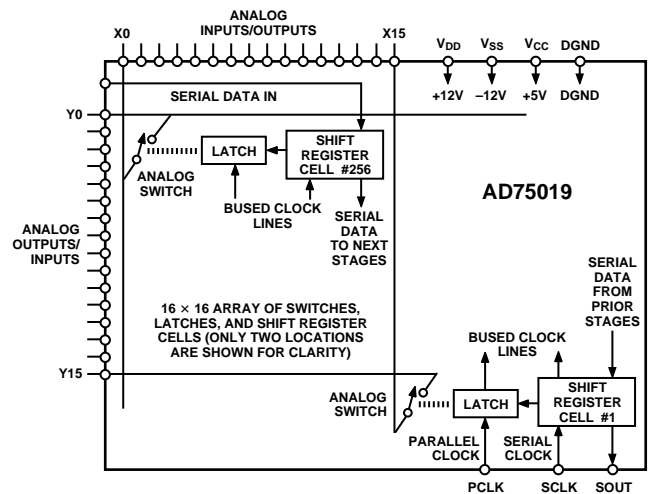 ANALOG
INPUTS/OUTPUTS
X0
X15
VDD
VSS
VCC
DGND
+12V
–12V
+5V
DGND
SERIAL DATA IN
Y0
LATCH
SHIFT
REGISTER
CELL #256
ANALOG
SWITCH
BUSED CLOCK
LINES
SERIAL
DATA
TO NEXT
STAGES
AD75019
ANALOG
OUTPUTS/
INPUTS
SERIAL
DATA
FROM
PRIOR
STAGES
16 × 16 ARRAY OF SWITCHES,
LATCHES, AND SHIFT REGISTER
CELLS (ONLY TWO LOCATIONS
ARE SHOWN FOR CLARITY)
BUSED CLOCK
LINES
Y15
ANALOG
SWITCH
LATCH
SHIFT
REGISTER
CELL #1
PARALLEL
CLOCK
SERIAL
CLOCK
PCLK
SCLK
SOUT